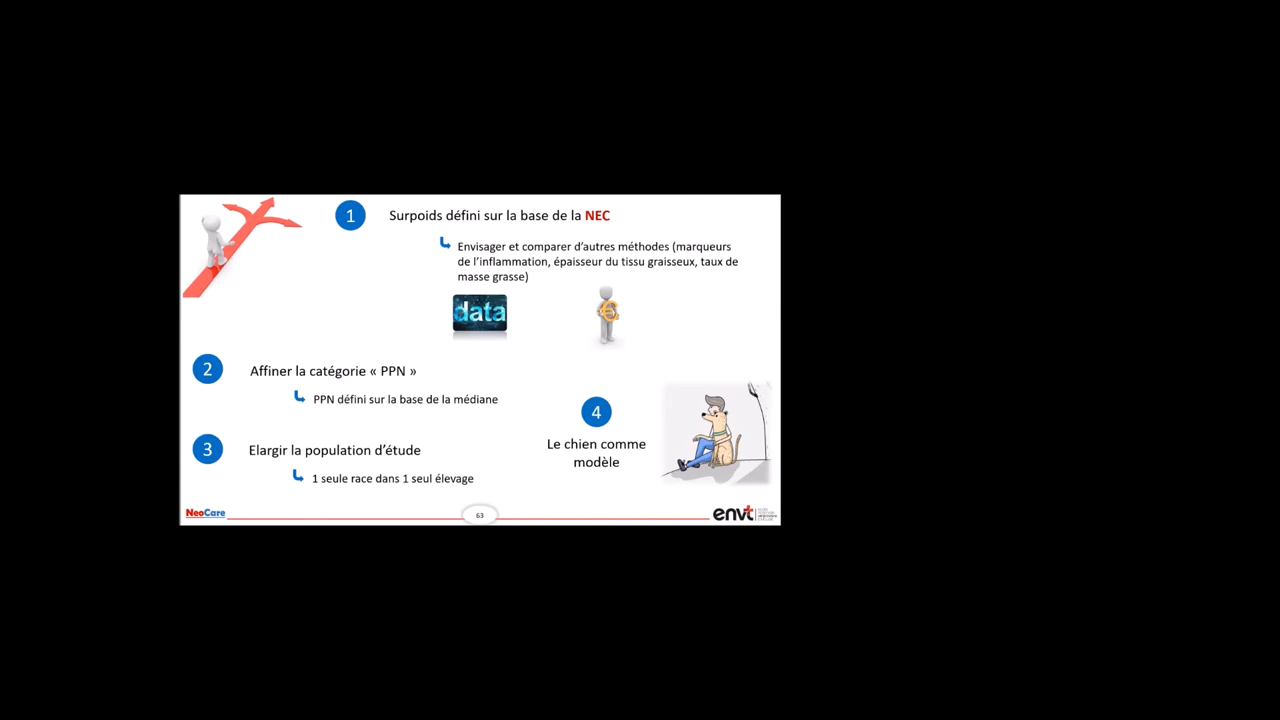 1
Surpoids défini sur la base de la NEC
Envisager et comparer d'autres méthodes (marqueurs
de l'inflammation, épaisseur du tissu graisseux, taux de
masse grasse)
data
2
Affiner la catégorie « PPN »
PPN défini sur la base de la médiane
3
Elargir la population d'étude
1 seule race dans 1 seul élevage
4
Le chien comme
modèle
NeoCare
63
envt